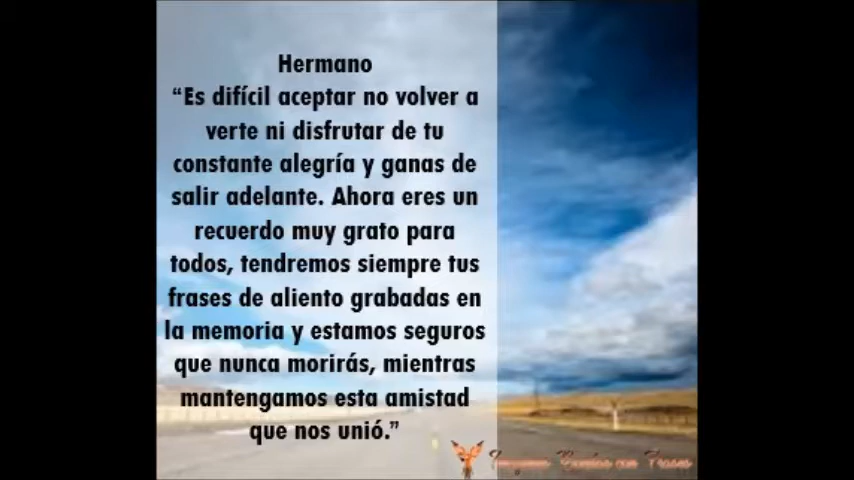 Hermano
“Es difícil aceptar no volver a
verte ni disfrutar de tu
constante alegría y ganas de
salir adelante. Ahora eres un
recuerdo muy grato para
todos, tendremos siempre tus
frases de aliento grabadas en
la memoria y estamos seguros
que nunca morirás, mientras
mantengamos esta amistad
que nos unió.”
con Frases